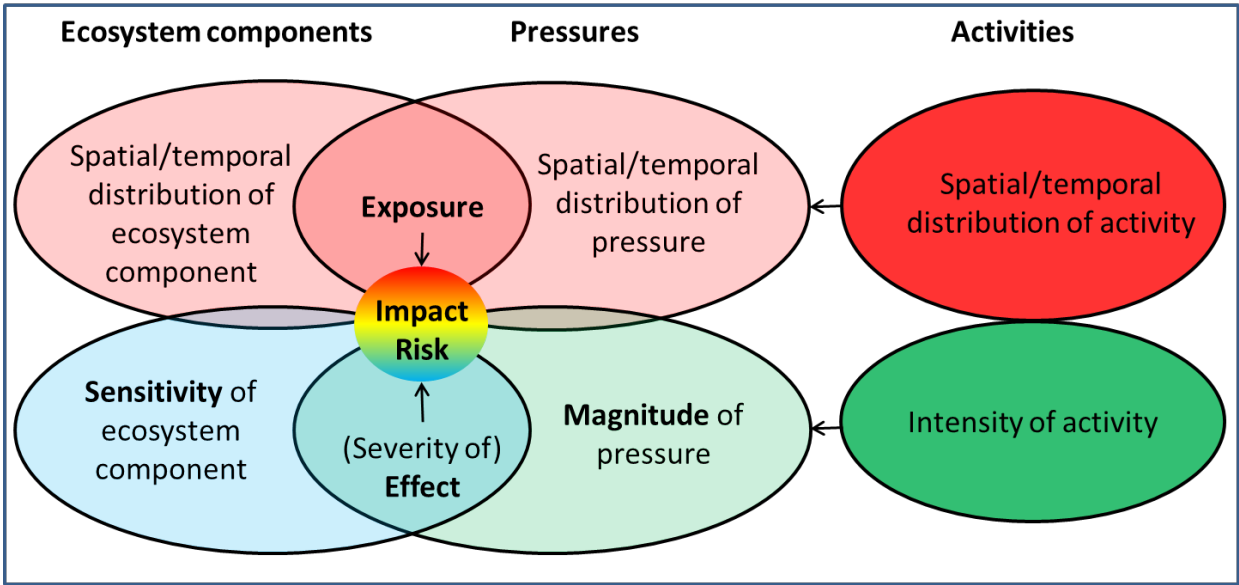 Ecosystem components
Pressures
Activities
Spatial/temporal
distribution of
ecosystem
component
Exposure
Spatial/temporal
distribution of
pressure
Spatial/temporal
distribution of activity
Impact
Risk
Sensitivity of
ecosystem
component
(Severity of)
Effect
Magnitude of
pressure
Intensity of activity